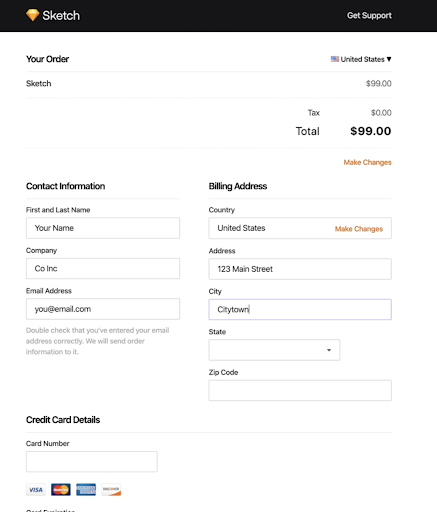 Sketch
Get Support
Your Order
United States ▾
Sketch $99.00
Tax $0.00
Total $99.00
Make Changes
Contact Information
First and Last Name
Your Name
Company
Co Inc
Email Address
you@email.com
Double check that you've entered your email
address correctly. We will send order
information to it.
Billing Address
Country
United States Make Changes
Address
123 Main Street
City
Citytown
State
Zip Code
Credit Card Details
Card Number
VISA
MasterCard
DISCOVER
Card Expiration